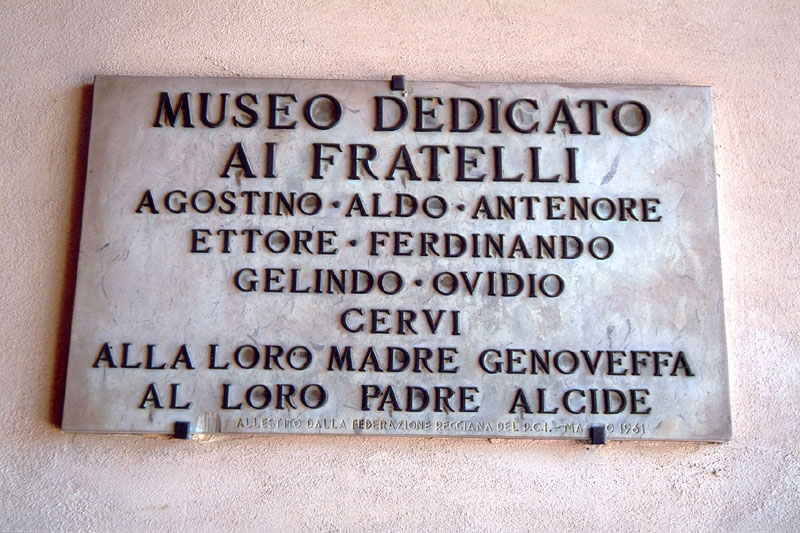 MUSEO DEDICATO
AI FRATELLI
AGOSTINO · ALDO · ANTENORE
ETTORE · FERDINANDO
GELINDO · OVIDIO
CERVI
ALLA LORO MADRE GENOVEFFA
AL LORO PADRE ALCIDE
ALLESTITO DALLA FEDERAZIONE REGGIANA DEL P.C.I. - 1961